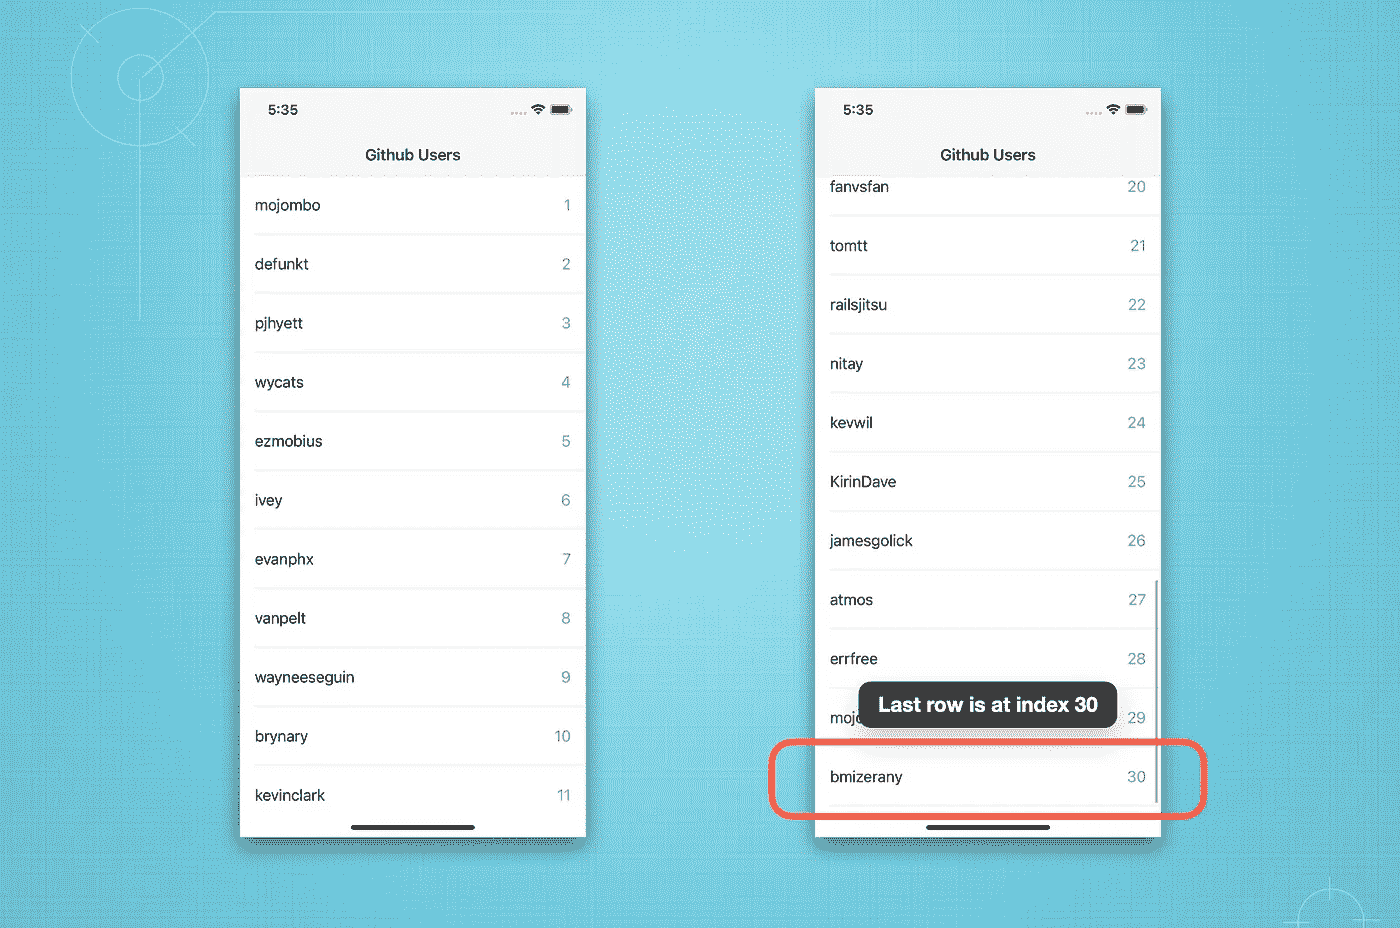 5:35
Github Users
mojombo 1
defunkt 2
pjhyett 3
wycats 4
ezmobius 5
ivey 6
evanphx 7
vanpelt 8
wayneeseguin 9
brynary 10
kevinclark 11
5:35
Github Users
fanvsfan 20
tomtt 21
railsjitsu 22
nitay 23
kevwil 24
KirinDave 25
jamesgolick 26
atmos 27
errfree 28
Last row is at index 30
29
bmizerany 30